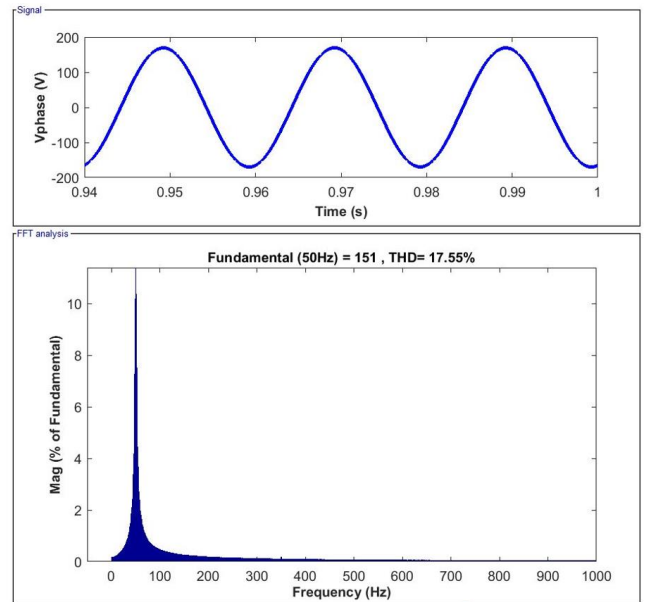 Signal
200
100
0
-100
-200
Vphase (V)
0.94 0.95 0.96 0.97 0.98 0.99 1
Time (s)
FFT analysis
Fundamental (50Hz) = 151 , THD= 17.55%
10
8
6
4
2
0
Mag (% of Fundamental)
0 100 200 300 400 500 600 700 800 900 1000
Frequency (Hz)